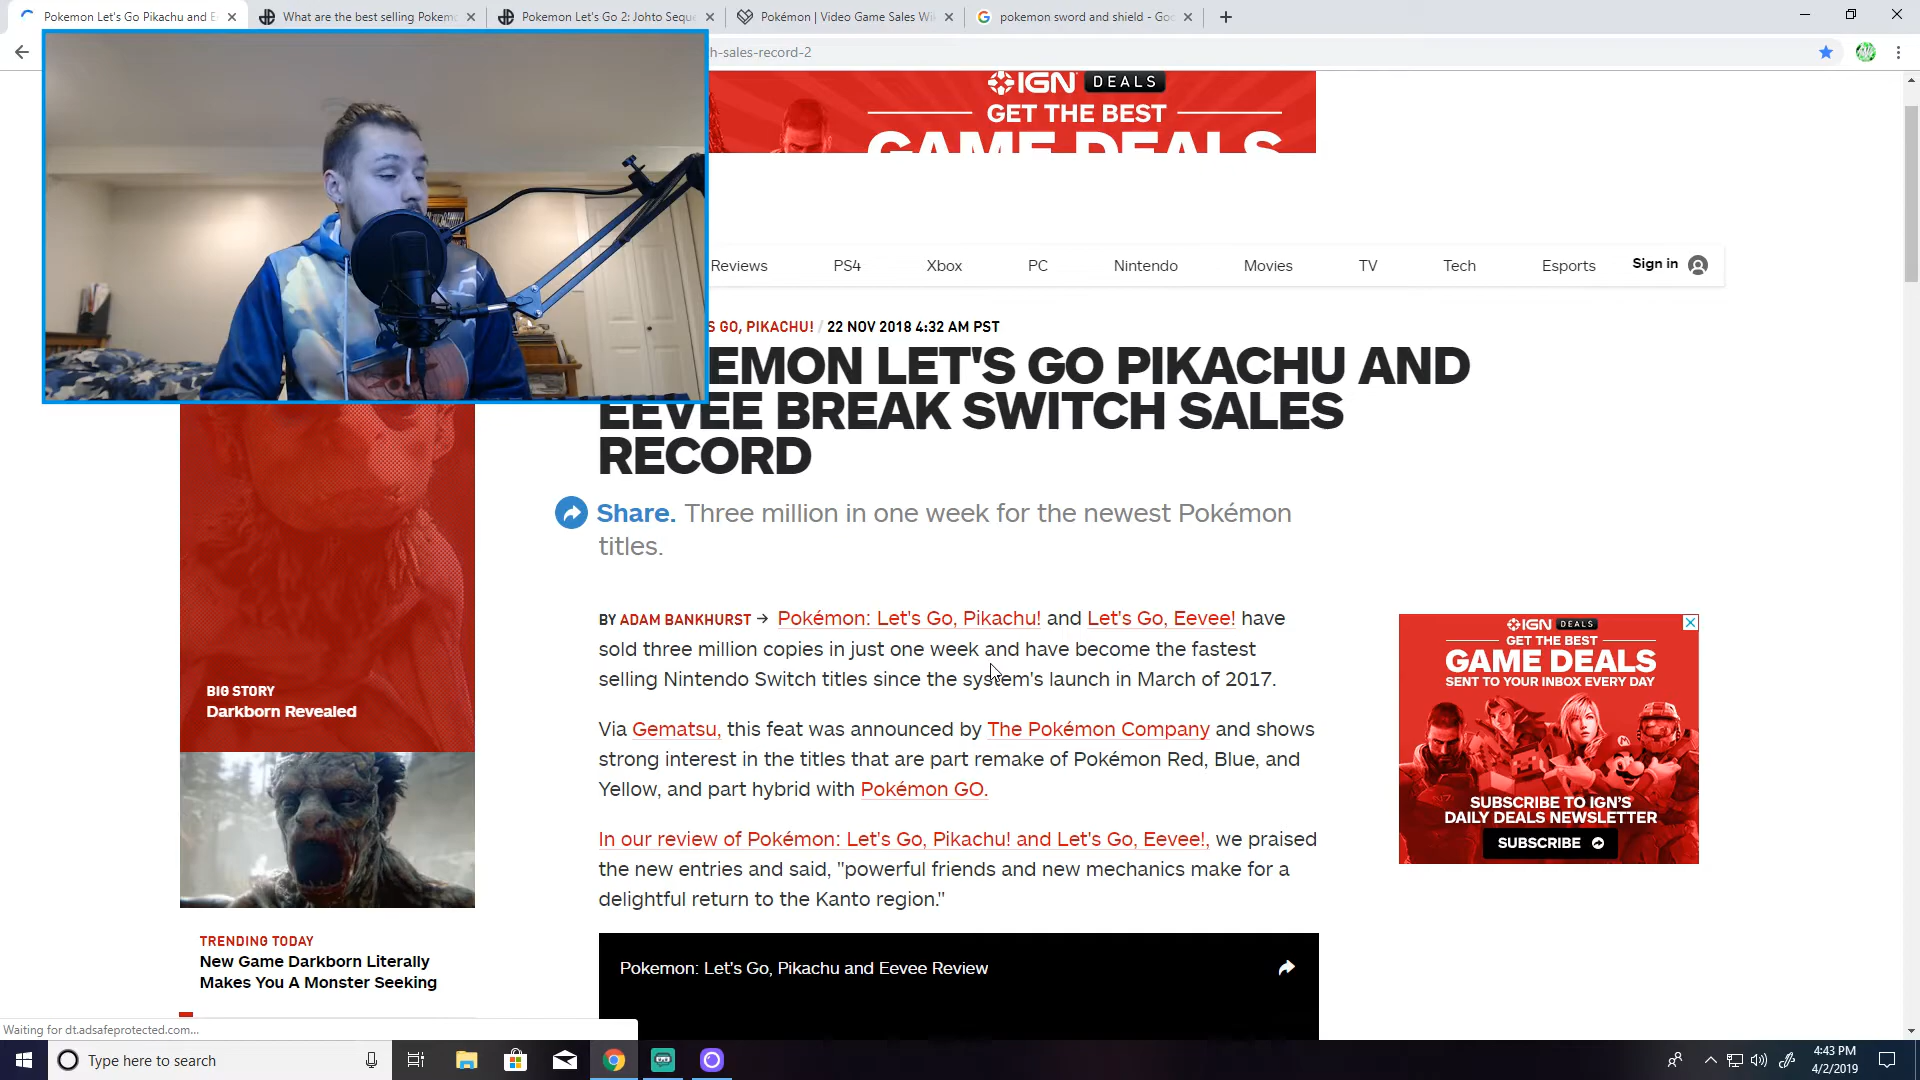 Pokemon Let's Go Pikachu and E
What are the best selling Pokemo
Pokemon Let's Go 2: Johto Seque
Pokémon | Video Game Sales Wik
pokemon sword and shield - Goo
h-sales-record-2
IGN DEALS
GET THE BEST
GAME DEALS
Reviews PS4 Xbox PC Nintendo Movies TV Tech Esports Sign in
S GO, PIKACHU! / 22 NOV 2018 4:32 AM PST
EMON LET'S GO PIKACHU AND
EEVEE BREAK SWITCH SALES
RECORD
Share. Three million in one week for the newest Pokémon
titles.
BY ADAM BANKHURST → Pokémon: Let's Go, Pikachu! and Let's Go, Eevee! have
sold three million copies in just one week and have become the fastest
selling Nintendo Switch titles since the system's launch in March of 2017.
Via Gematsu, this feat was announced by The Pokémon Company and shows
strong interest in the titles that are part remake of Pokémon Red, Blue, and
Yellow, and part hybrid with Pokémon GO.
In our review of Pokémon: Let's Go, Pikachu! and Let's Go, Eevee!, we praised
the new entries and said, "powerful friends and new mechanics make for a
delightful return to the Kanto region."
Pokemon: Let's Go, Pikachu and Eevee Review
BIG STORY
Darkborn Revealed
TRENDING TODAY
New Game Darkborn Literally
Makes You A Monster Seeking
IGN DEALS
GET THE BEST
GAME DEALS
SENT TO YOUR INBOX EVERY DAY
SUBSCRIBE TO IGN'S
DAILY DEALS NEWSLETTER
SUBSCRIBE
Waiting for dt.adsafeprotected.com...
Type here to search
4:43 PM
4/2/2019